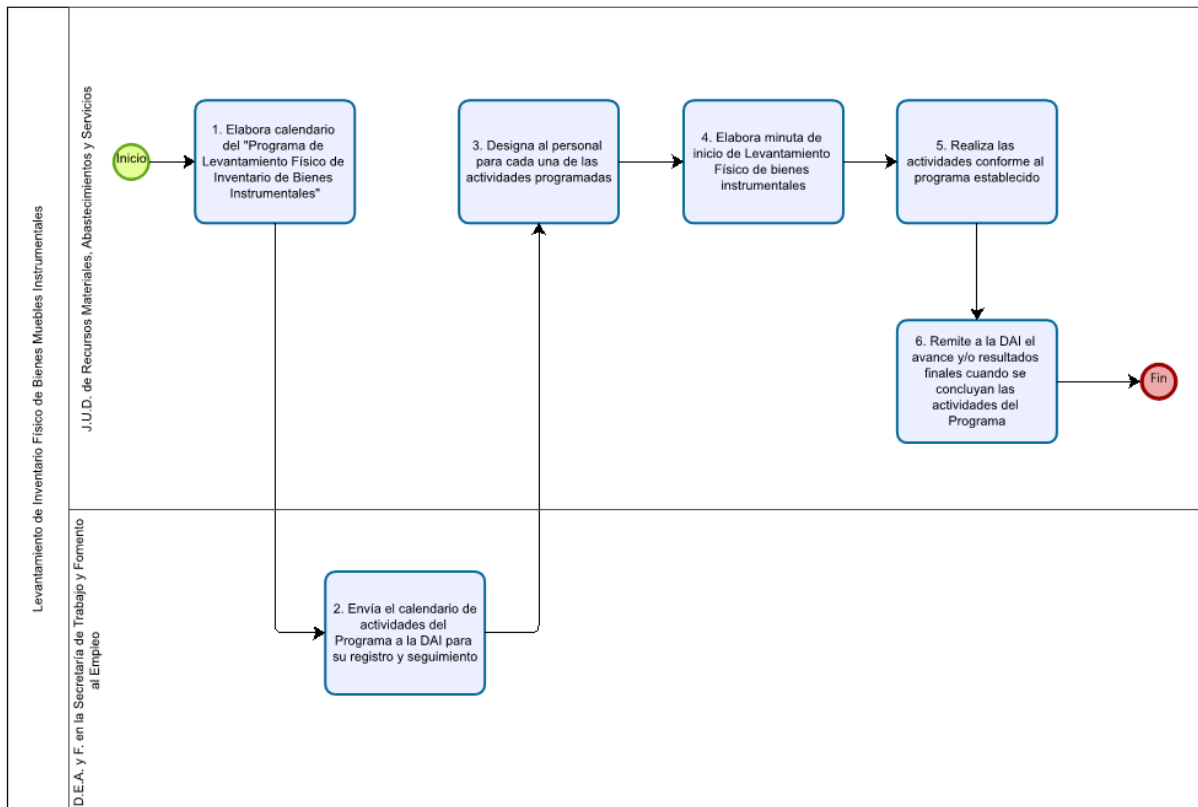 Levantamiento de Inventario Físico de Bienes Muebles Instrumentales
J.U.D. de Recursos Materiales, Abastecimientos y Servicios
Inicio
1. Elabora calendario
del "Programa de
Levantamiento Físico de
Inventario de Bienes
Instrumentales"
3. Designa al personal
para cada una de las
actividades programadas
4. Elabora minuta de
inicio de Levantamiento
Físico de bienes
instrumentales
5. Realiza las
actividades conforme al
programa establecido
6. Remite a la DAI el
avance y/o resultados
finales cuando se
concluyan las
actividades del
Programa
Fin
D.E.A. y F. en la Secretaría de Trabajo y Fomento
al Empleo
2. Envía el calendario de
actividades del
Programa a la DAI para
su registro y seguimiento